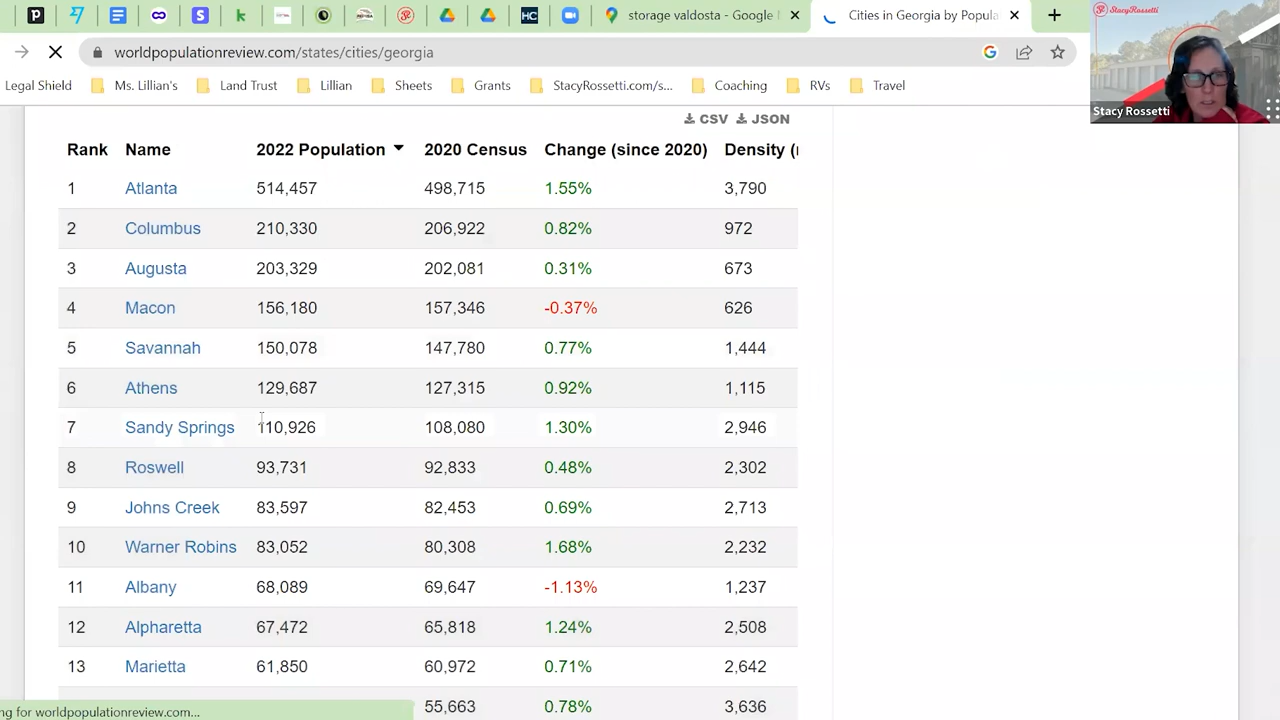 storage valdosta - Google
Cities in Georgia by Popula
StacyRossetti
worldpopulationreview.com/states/cities/georgia
Legal Shield Ms. Lillian's Land Trust Lillian Sheets Grants StacyRossetti.com/s... Coaching RVs Travel
Stacy Rossetti
CSV JSON
Rank Name 2022 Population 2020 Census Change (since 2020) Density (
1 Atlanta 514,457 498,715 1.55% 3,790
2 Columbus 210,330 206,922 0.82% 972
3 Augusta 203,329 202,081 0.31% 673
4 Macon 156,180 157,346 -0.37% 626
5 Savannah 150,078 147,780 0.77% 1,444
6 Athens 129,687 127,315 0.92% 1,115
7 Sandy Springs 110,926 108,080 1.30% 2,946
8 Roswell 93,731 92,833 0.48% 2,302
9 Johns Creek 83,597 82,453 0.69% 2,713
10 Warner Robins 83,052 80,308 1.68% 2,232
11 Albany 68,089 69,647 -1.13% 1,237
12 Alpharetta 67,472 65,818 1.24% 2,508
13 Marietta 61,850 60,972 0.71% 2,642
55,663 0.78% 3,636
ng for worldpopulationreview.com...